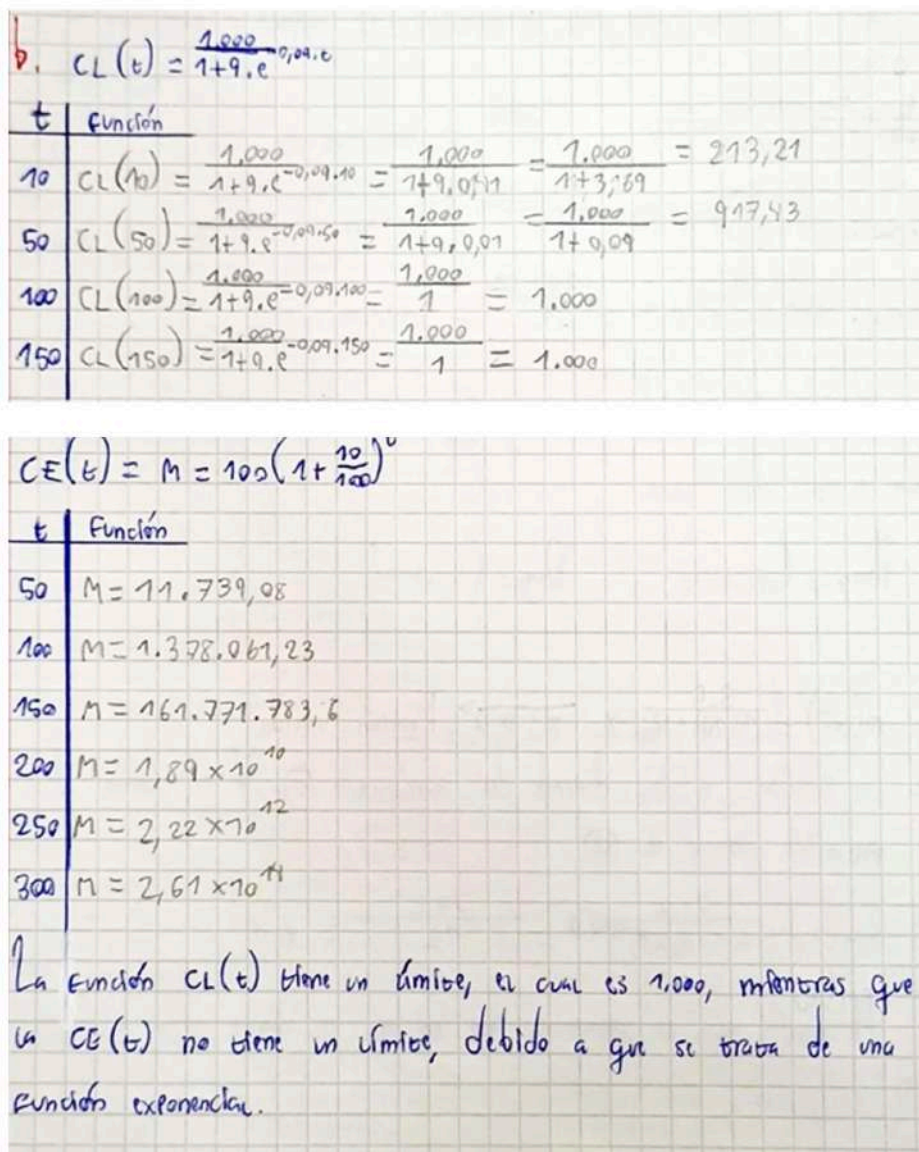 b. CL(t) = 1.000 / 1+9.e^-0,09.t
t | Función
10 | CL(10) = 1.000 / 1+9.e^-0,09.10 = 1.000 / 1+9.0,41 = 1.000 / 1+3,69 = 213,21
50 | CL(50) = 1.000 / 1+9.e^-0,09.50 = 1.000 / 1+9.0,01 = 1.000 / 1+0,09 = 917,43
100 | CL(100) = 1.000 / 1+9.e^-0,09.100 = 1.000 / 1 = 1.000
150 | CL(150) = 1.000 / 1+9.e^-0,09.150 = 1.000 / 1 = 1.000
CE(t) = M = 100(1+10/100)^t
t | Función
50 | M = 11.739,08
100 | M = 1.378.061,23
150 | M = 161.771.783,6
200 | M = 1,89 x 10^10
250 | M = 2,22 x 10^12
300 | M = 2,61 x 10^14
La función CL(t) tiene un límite, el cual es 1.000, mientras que
la CE(t) no tiene un límite, debido a que se trata de una
función exponencial.